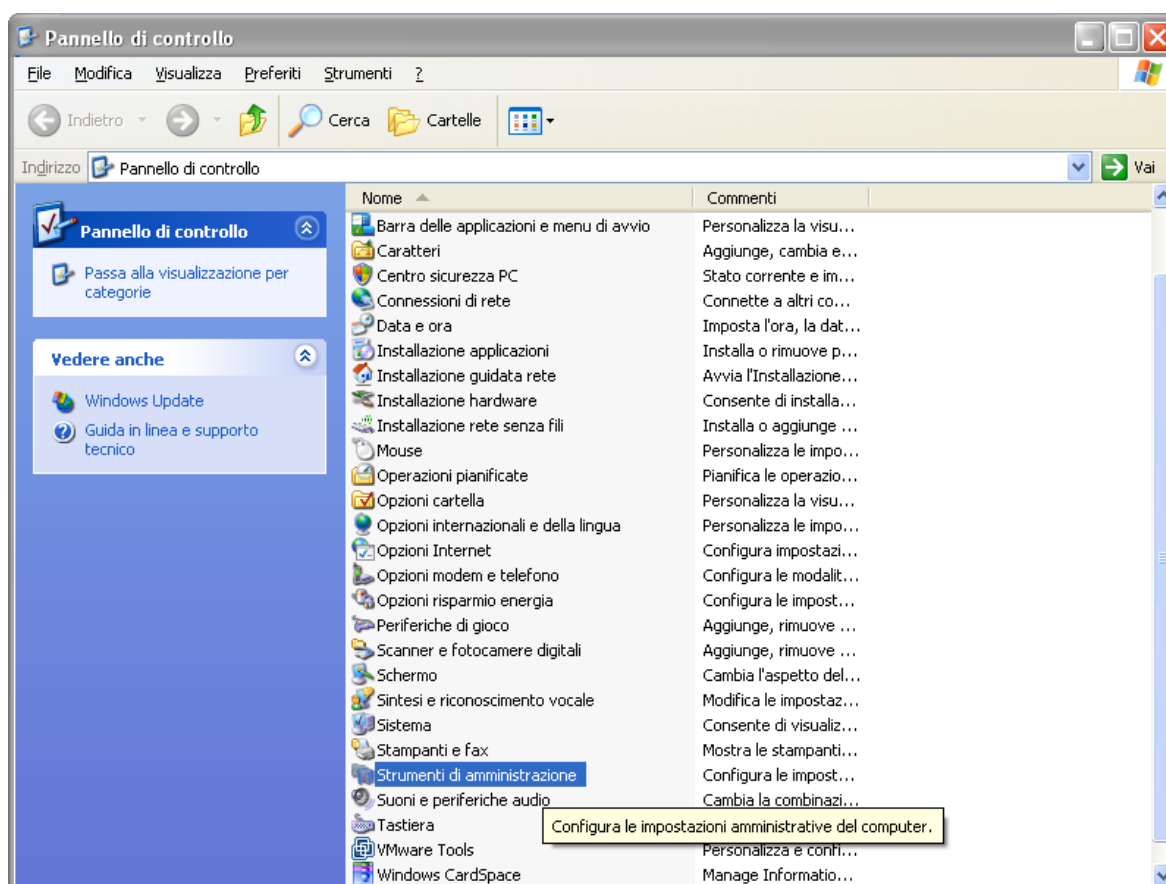 Pannello di controllo
File Modifica Visualizza Preferiti Strumenti ?
Indietro Cerca Cartelle
Indirizzo Pannello di controllo Vai
Pannello di controllo
Passa alla visualizzazione per
categorie
Vedere anche
Windows Update
Guida in linea e supporto
tecnico
Nome Commenti
Barra delle applicazioni e menu di avvio Personalizza la visu...
Caratteri Aggiunge, cambia e...
Centro sicurezza PC Stato corrente e im...
Connessioni di rete Connette a altri co...
Data e ora Imposta l'ora, la dat...
Installazione applicazioni Installa o rimuove p...
Installazione guidata rete Avvia l'Installazione...
Installazione hardware Consente di installa...
Installazione rete senza fili Installa o aggiunge ...
Mouse Personalizza le impo...
Operazioni pianificate Pianifica le operazio...
Opzioni cartella Personalizza la visu...
Opzioni internazionali e della lingua Personalizza le impo...
Opzioni Internet Configura impostazi...
Opzioni modem e telefono Configura le modalit...
Opzioni risparmio energia Configura le impost...
Periferiche di gioco Aggiunge, rimuove ...
Scanner e fotocamere digitali Aggiunge, rimuove ...
Schermo Cambia l'aspetto del...
Sintesi e riconoscimento vocale Modifica le impostaz...
Sistema Consente di visualiz...
Stampanti e fax Mostra le stampanti...
Strumenti di amministrazione Configura le impost...
Suoni e periferiche audio Cambia la combinazi...
Tastiera Configura le impostazioni amministrative del computer.
VMware Tools Personalizza e confi...
Windows CardSpace Manage Informatio...